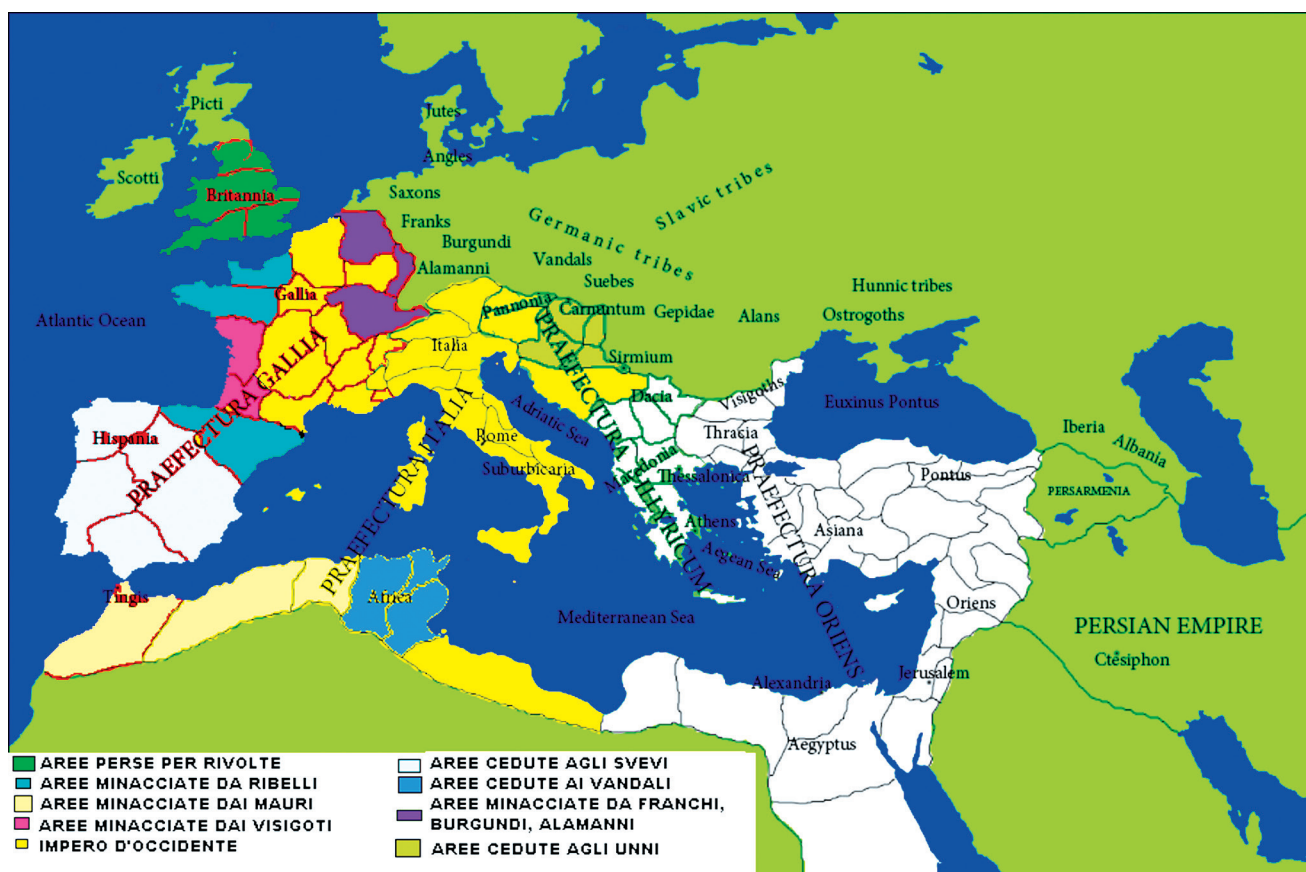 Picti
Jutes
Angles
Scotti
Britannia
Saxons
Slavic tribes
Franks
Germanic tribes
Burgundi
Vandals
Alamanni
Suebes
Hunnic tribes
Gallia
Pannonia
Carnuntum
Gepidae
Alans
Ostrogoths
Atlantic Ocean
Italia
Sirmium
PRAEFECTURA GALLIA
Dacia
Visigoths
Euxinus Pontus
Adriatic Sea
Hispania
PRAEFECTURA ITALIA
Rome
Thracia
Iberia
Albania
Suburbicaria
Macedonia
Thessalonica
Pontus
PERSARMENIA
PRAEFECTURA ILLYRICUM
Athens
Asiana
Aegean Sea
PRAEFECTURA ORIENS
Tingis
Africa
Mediterranean Sea
Oriens
PERSIAN EMPIRE
Ctesiphon
Jerusalem
Alexandria
Aegyptus
AREE PERSE PER RIVOLTE
AREE MINACCIATE DA RIBELLI
AREE MINACCIATE DAI MAURI
AREE MINACCIATE DAI VISIGOTI
IMPERO D'OCCIDENTE
AREE CEDUTE AGLI SVEVI
AREE CEDUTE AI VANDALI
AREE MINACCIATE DA FRANCHI,
BURGUNDI, ALAMANNI
AREE CEDUTE AGLI UNNI